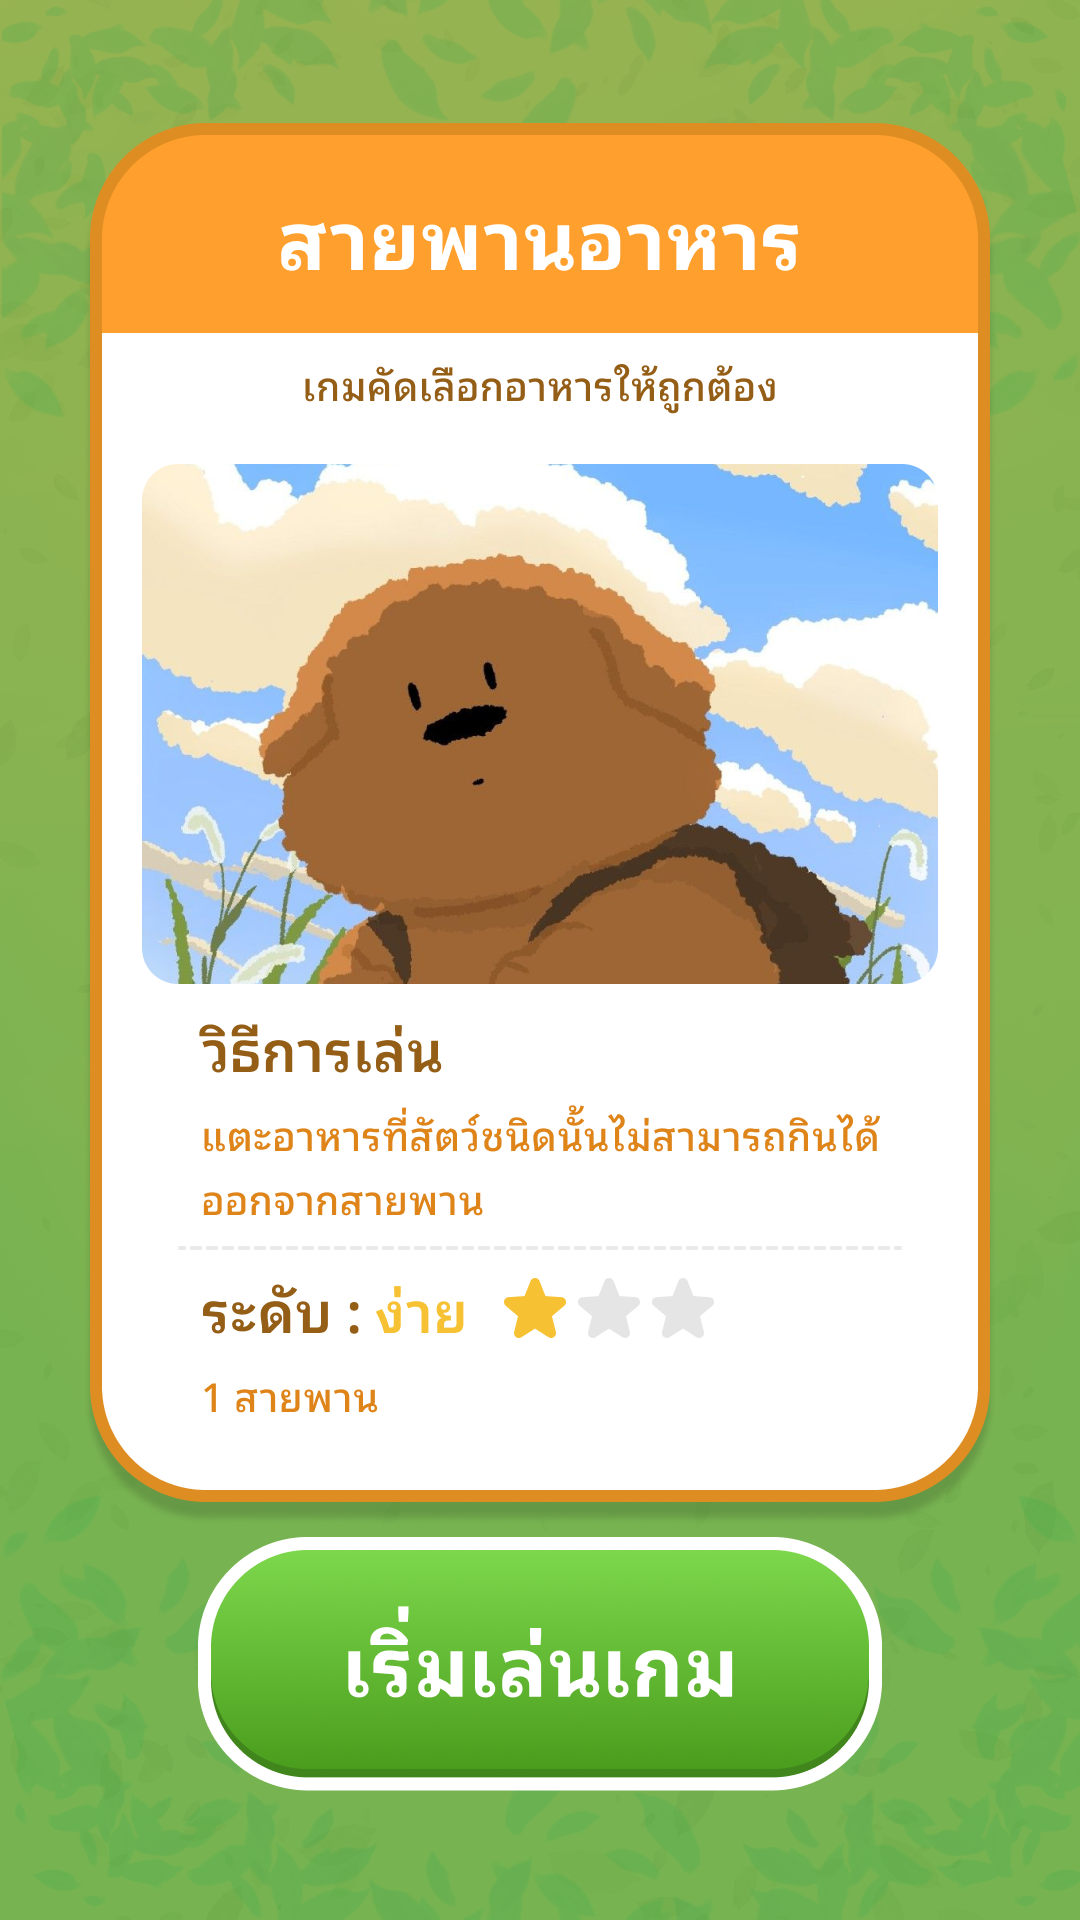 สายพานอาหาร
เกมคัดเลือกอาหารให้ถูกต้อง
วิธีการเล่น
แตะอาหารที่สัตว์ชนิดนั้นไม่สามารถกินได้
ออกจากสายพาน
ระดับ : ง่าย
1 สายพาน
เริ่มเล่นเกม